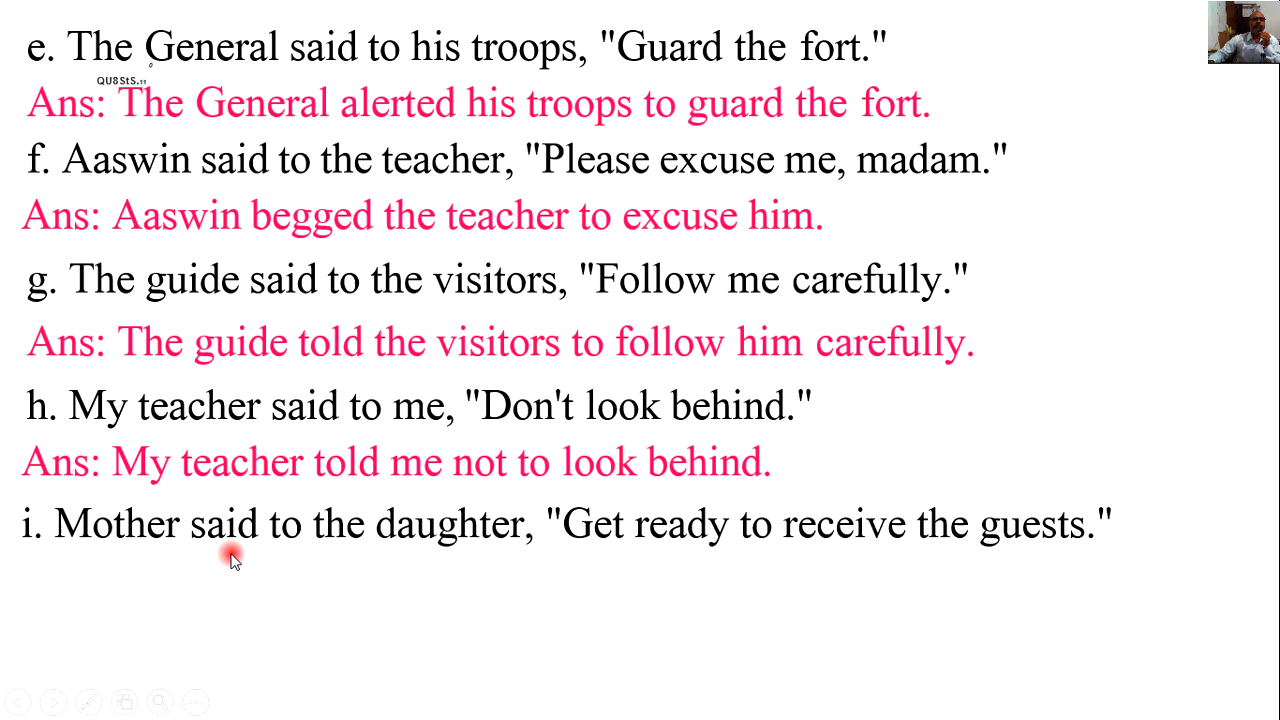 e. The General said to his troops, "Guard the fort."
Ans: The General alerted his troops to guard the fort.
f. Aaswin said to the teacher, "Please excuse me, madam."
Ans: Aaswin begged the teacher to excuse him.
g. The guide said to the visitors, "Follow me carefully."
Ans: The guide told the visitors to follow him carefully.
h. My teacher said to me, "Don't look behind."
Ans: My teacher told me not to look behind.
i. Mother said to the daughter, "Get ready to receive the guests."